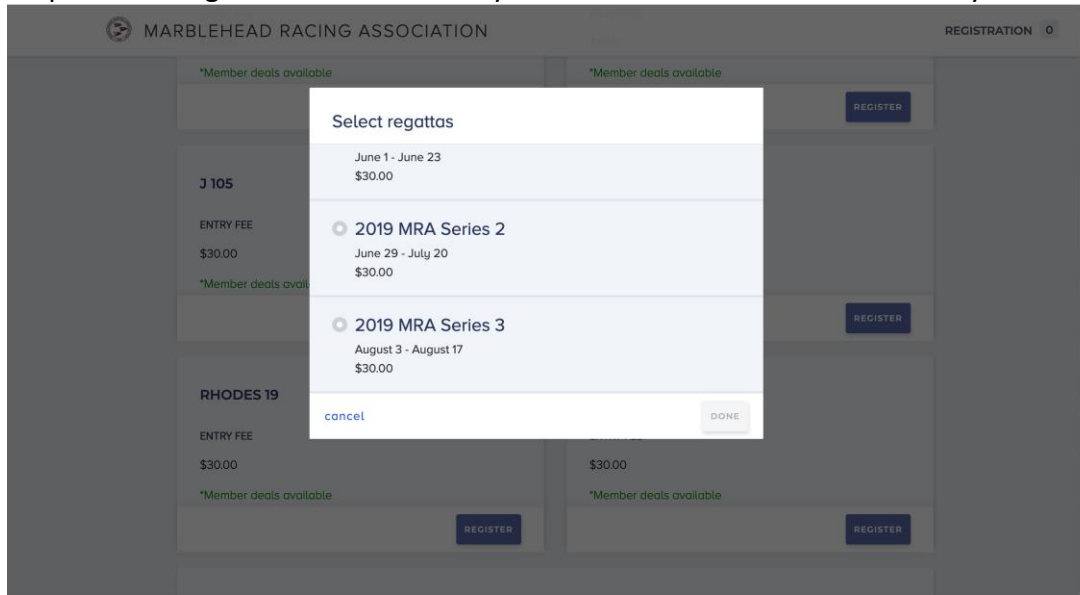 MARBLEHEAD RACING ASSOCIATION
REGISTRATION 0
*Member deals available
*Member deals available
REGISTER
Select regattas
June 1 - June 23
$30.00
2019 MRA Series 2
June 29 - July 20
$30.00
2019 MRA Series 3
August 3 - August 17
$30.00
cancel
DONE
J 105
ENTRY FEE
$30.00
*Member deals avail
REGISTER
RHODES 19
ENTRY FEE
$30.00
*Member deals available
REGISTER
$30.00
*Member deals available
REGISTER